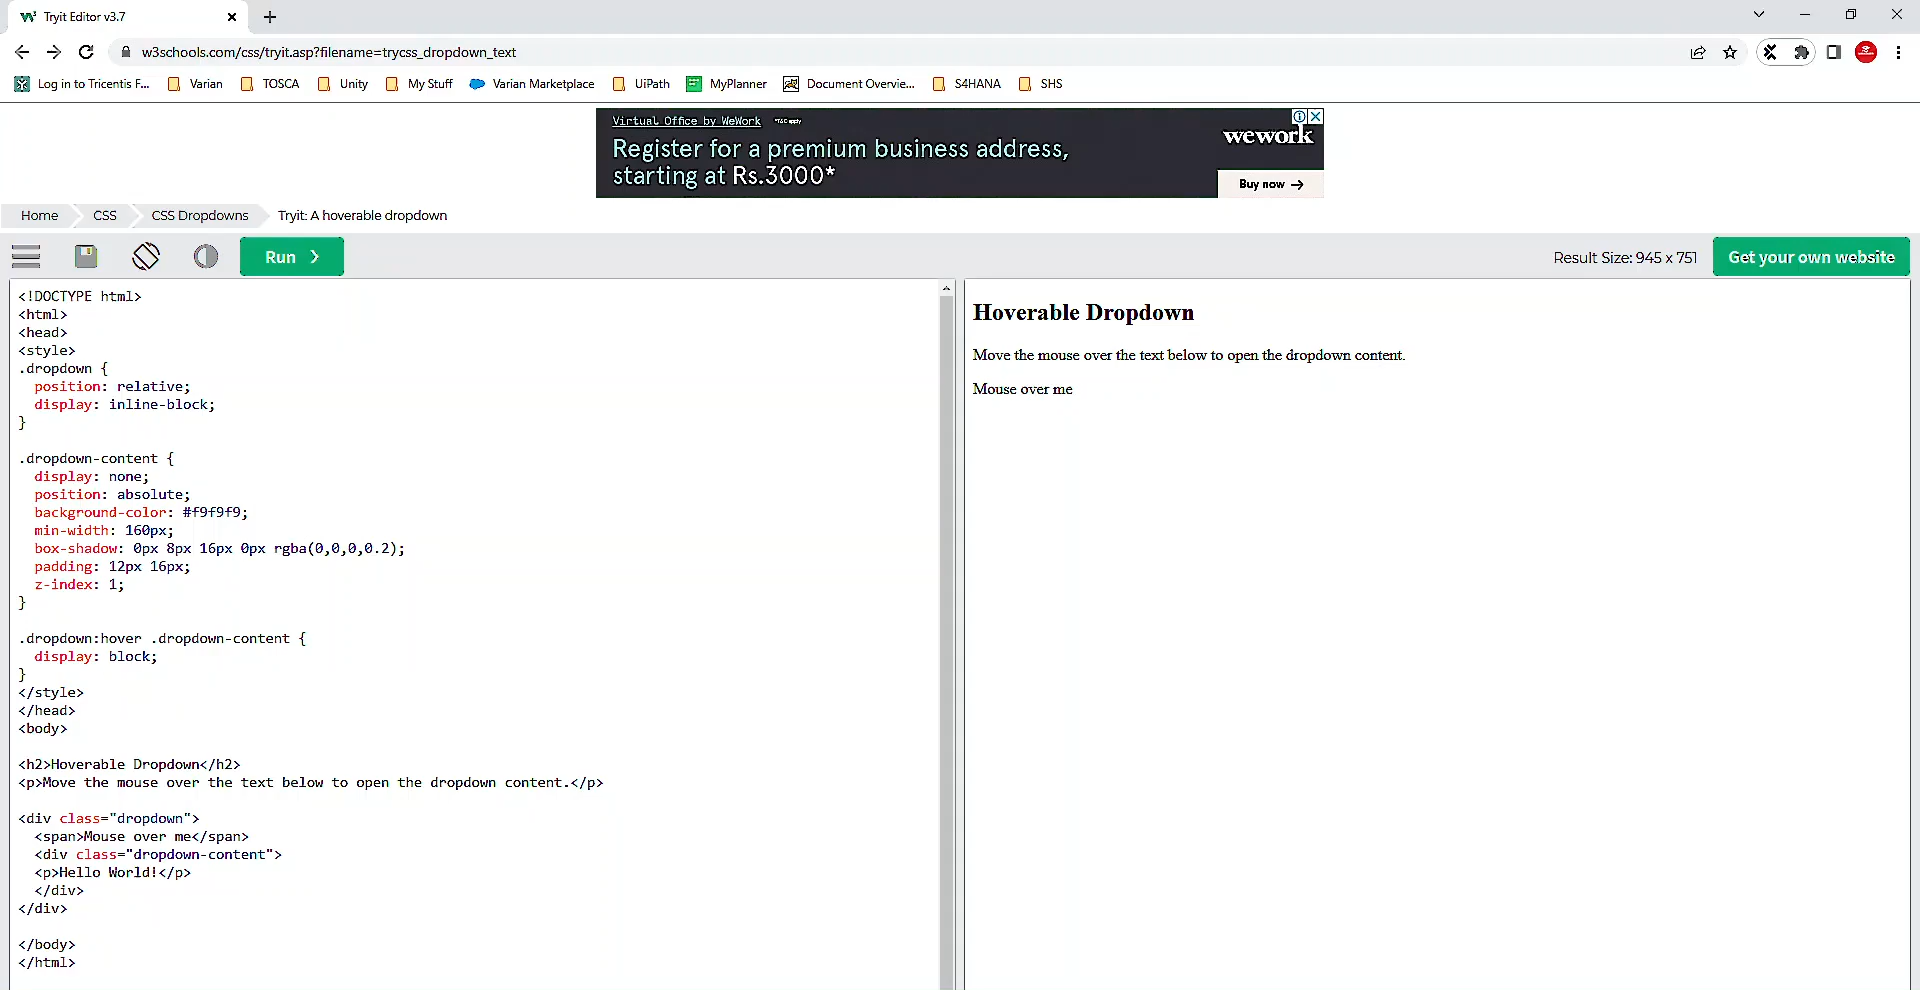 Tryit Editor v3.7
w3schools.com/css/tryit.asp?filename=trycss_dropdown_text
Log in to Tricentis F... Varian TOSCA Unity My Stuff Varian Marketplace UiPath MyPlanner Document Overvie... S4HANA SHS
Virtual Office by WeWork *T&C apply
Register for a premium business address,
starting at Rs.3000*
wework
Buy now →
Home CSS CSS Dropdowns Tryit: A hoverable dropdown
Run ❯
Result Size: 945 x 751
Get your own website
<!DOCTYPE html>
<html>
<head>
<style>
.dropdown {
  position: relative;
  display: inline-block;
}
.dropdown-content {
  display: none;
  position: absolute;
  background-color: #f9f9f9;
  min-width: 160px;
  box-shadow: 0px 8px 16px 0px rgba(0,0,0,0.2);
  padding: 12px 16px;
  z-index: 1;
}
.dropdown:hover .dropdown-content {
  display: block;
}
</style>
</head>
<body>
<h2>Hoverable Dropdown</h2>
<p>Move the mouse over the text below to open the dropdown content.</p>
<div class="dropdown">
  <span>Mouse over me</span>
  <div class="dropdown-content">
  <p>Hello World!</p>
  </div>
</div>
</body>
</html>
Hoverable Dropdown
Move the mouse over the text below to open the dropdown content.
Mouse over me